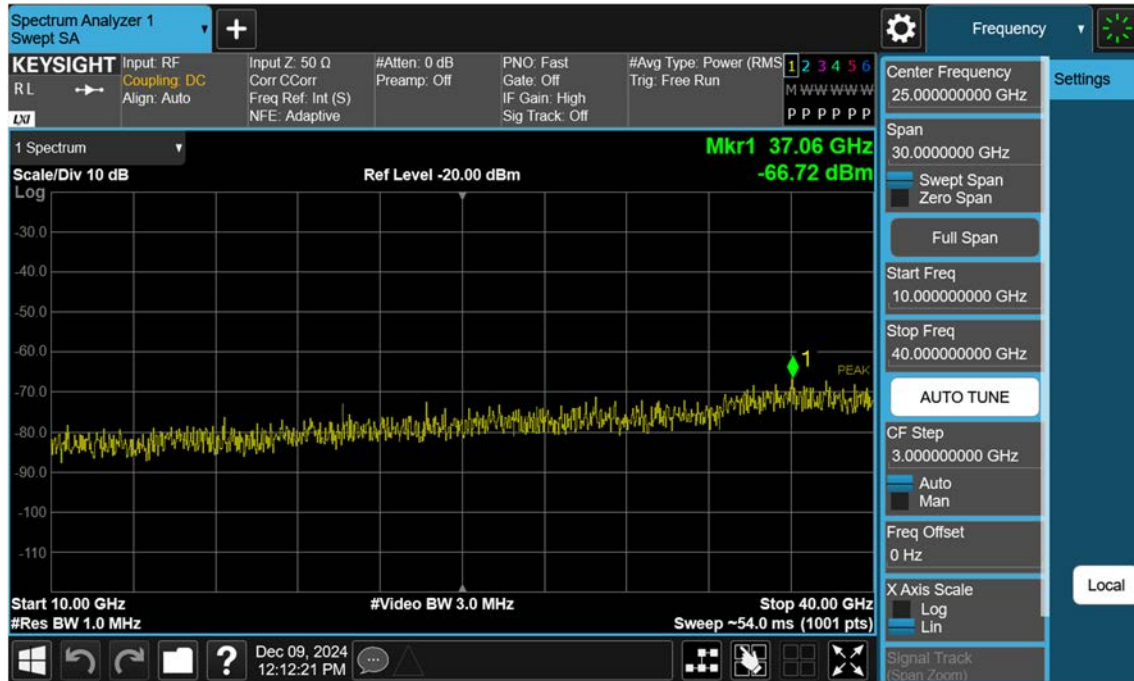 Spectrum Analyzer 1
Swept SA
Frequency
KEYSIGHT
R L
LXI
Input: RF
Coupling: DC
Align: Auto
Input Z: 50 Ω
Corr CCorr
Freq Ref: Int (S)
NFE: Adaptive
#Atten: 0 dB
Preamp: Off
PNO: Fast
Gate: Off
IF Gain: High
Sig Track: Off
#Avg Type: Power (RMS
Trig: Free Run
1 2 3 4 5 6
M W W W W W
P P P P P P
1 Spectrum
Mkr1 37.06 GHz
-66.72 dBm
Scale/Div 10 dB
Ref Level -20.00 dBm
Log
-30.0
-40.0
-50.0
-60.0
-70.0
-80.0
-90.0
-100
-110
1
PEAK
Start 10.00 GHz
#Video BW 3.0 MHz
Stop 40.00 GHz
#Res BW 1.0 MHz
Sweep ~54.0 ms (1001 pts)
Center Frequency
25.000000000 GHz
Span
30.0000000 GHz
Swept Span
Zero Span
Full Span
Start Freq
10.000000000 GHz
Stop Freq
40.000000000 GHz
AUTO TUNE
CF Step
3.000000000 GHz
Auto
Man
Freq Offset
0 Hz
X Axis Scale
Log
Lin
Signal Track
(Span Zoom)
Settings
Local
?
Dec 09, 2024
12:12:21 PM